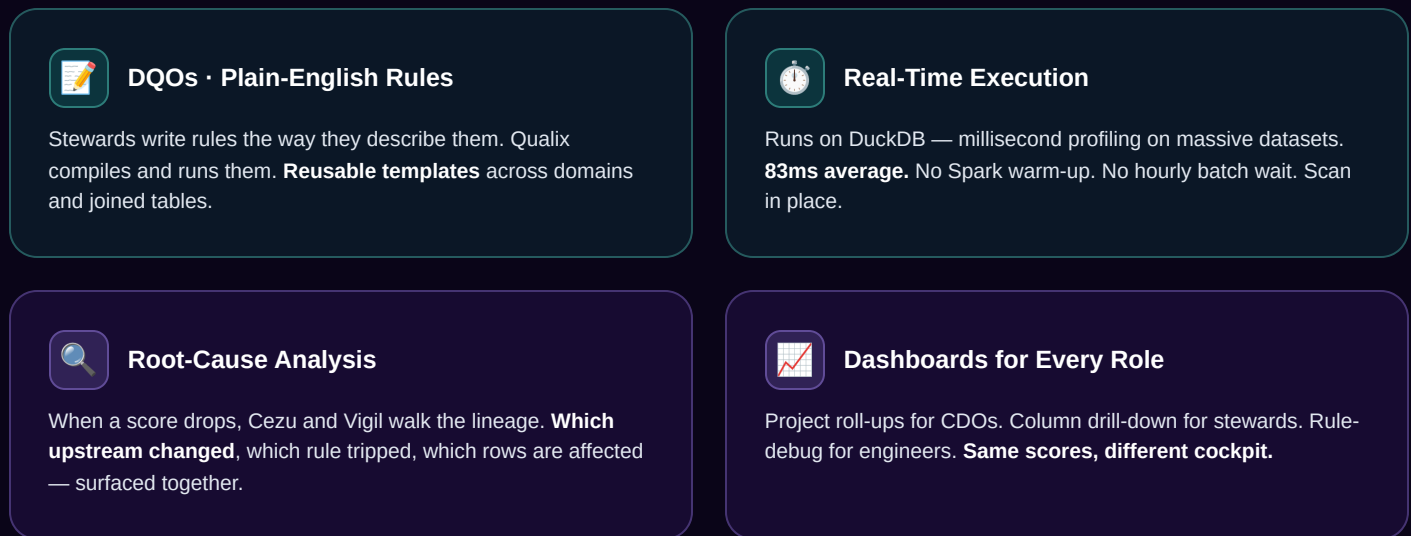 DQOs · Plain-English Rules
Stewards write rules the way they describe them. Qualix
compiles and runs them. Reusable templates across domains
and joined tables.
Real-Time Execution
Runs on DuckDB — millisecond profiling on massive datasets.
83ms average. No Spark warm-up. No hourly batch wait. Scan
in place.
Root-Cause Analysis
When a score drops, Cezu and Vigil walk the lineage. Which
upstream changed, which rule tripped, which rows are affected
— surfaced together.
Dashboards for Every Role
Project roll-ups for CDOs. Column drill-down for stewards. Rule-
debug for engineers. Same scores, different cockpit.